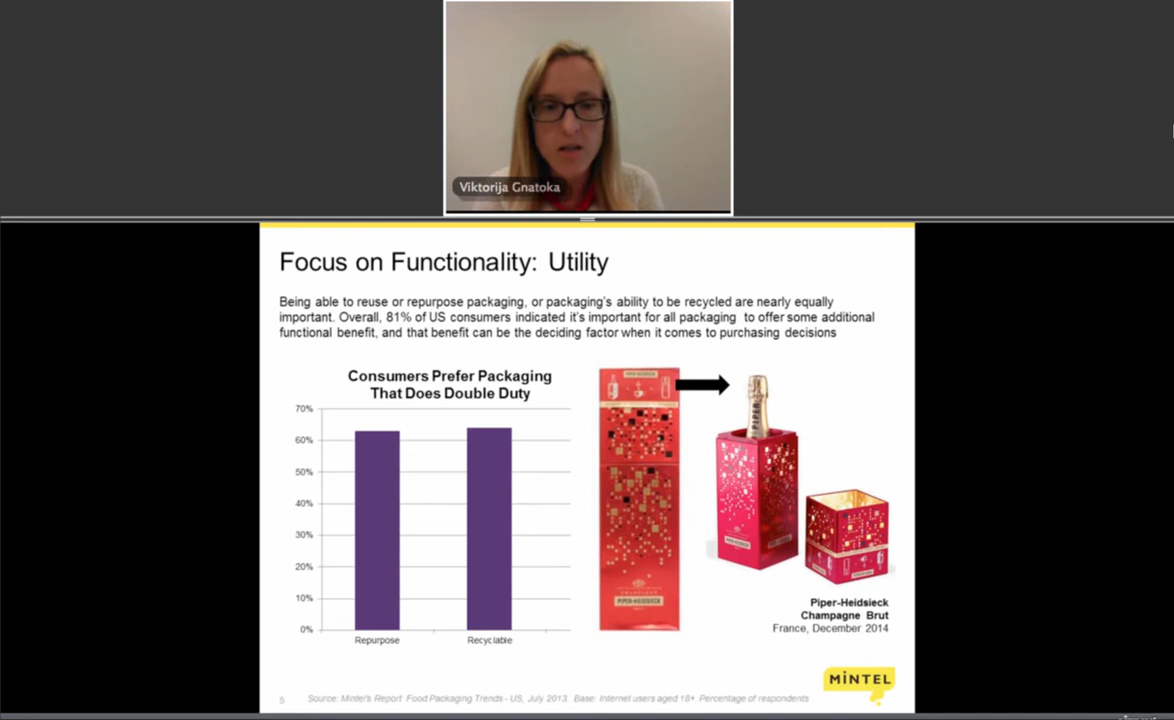 Viktorija Gnatoka
Focus on Functionality: Utility
Being able to reuse or repurpose packaging, or packaging's ability to be recycled are nearly equally
important. Overall, 81% of US consumers indicated it's important for all packaging to offer some additional
functional benefit, and that benefit can be the deciding factor when it comes to purchasing decisions
Consumers Prefer Packaging
That Does Double Duty
70%
60%
50%
40%
30%
20%
10%
0%
Repurpose
Recyclable
PIPER-HEIDSIECK
PIPER
Piper-Heidsieck
Champagne Brut
France, December 2014
MiNTEL
5
Source: Mintel's Report Food Packaging Trends - US, July 2013. Base: Internet users aged 18+. Percentage of respondents